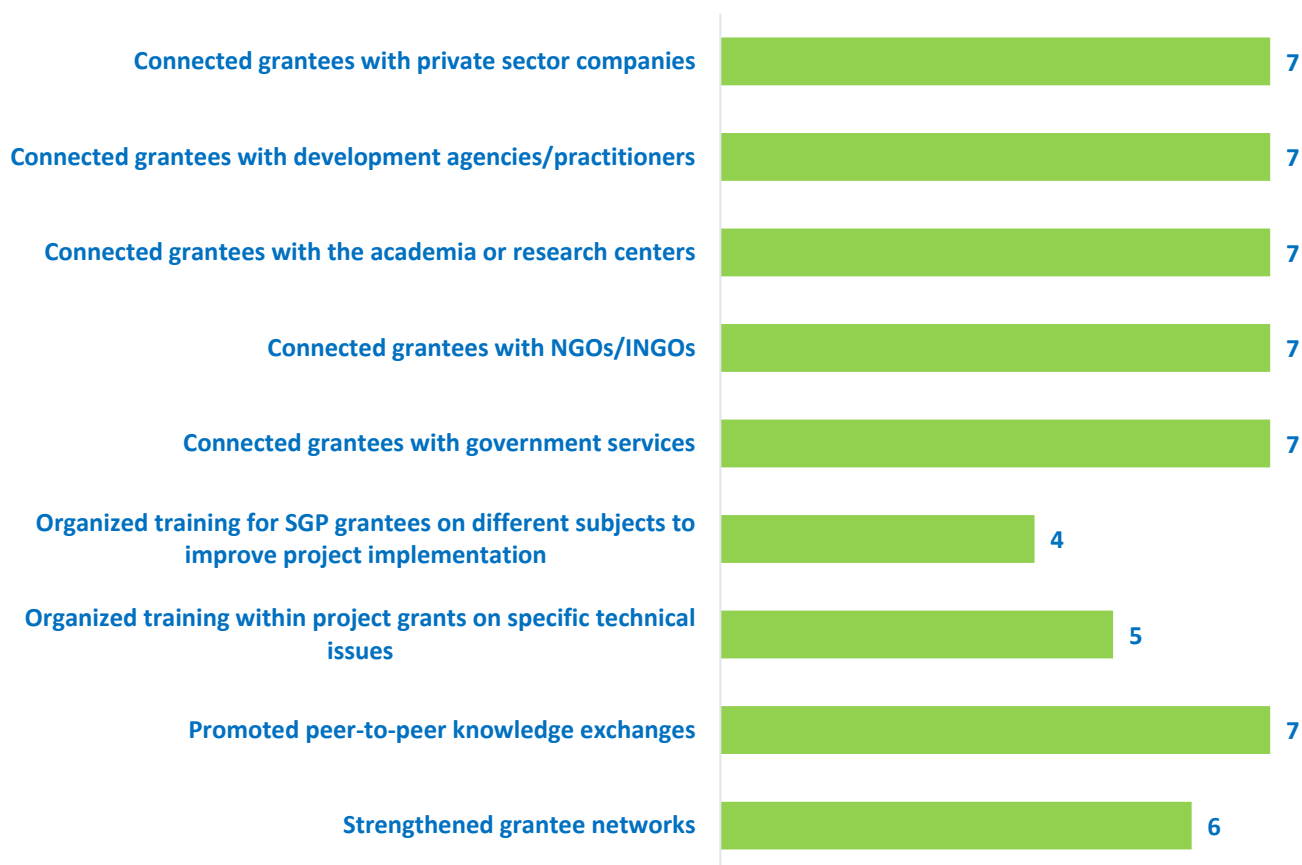 Connected grantees with private sector companies
7
Connected grantees with development agencies/practitioners
7
Connected grantees with the academia or research centers
7
Connected grantees with NGOs/INGOs
7
Connected grantees with government services
7
Organized training for SGP grantees on different subjects to
improve project implementation
4
Organized training within project grants on specific technical
issues
5
Promoted peer-to-peer knowledge exchanges
7
Strengthened grantee networks
6